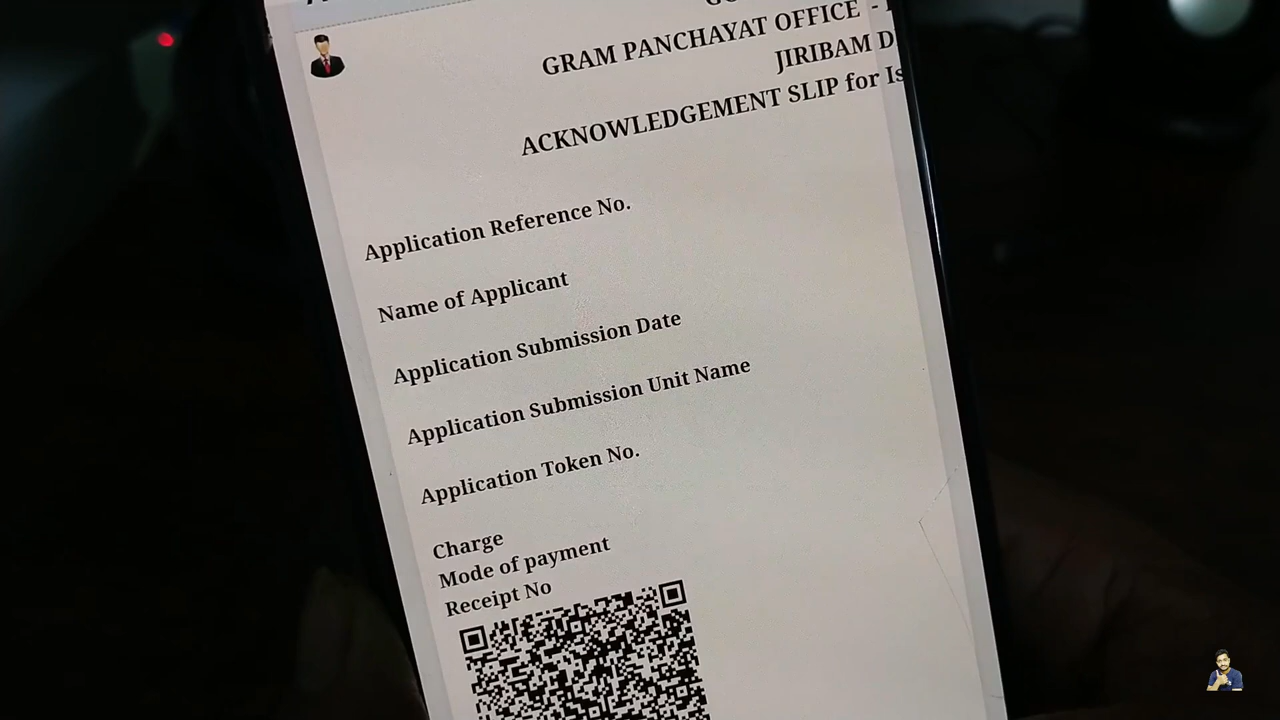 GRAM PANCHAYAT OFFICE -
JIRIBAM D
ACKNOWLEDGEMENT SLIP for Is
Application Reference No.
Name of Applicant
Application Submission Date
Application Submission Unit Name
Application Token No.
Charge
Mode of payment
Receipt No